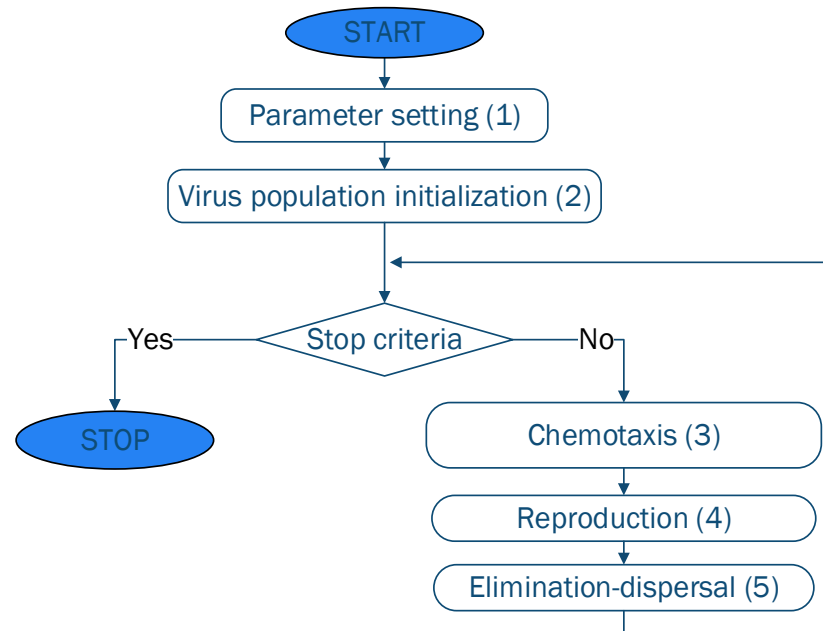 START
Parameter setting (1)
Virus population initialization (2)
Stop criteria
Yes
No
STOP
Chemotaxis (3)
Reproduction (4)
Elimination-dispersal (5)